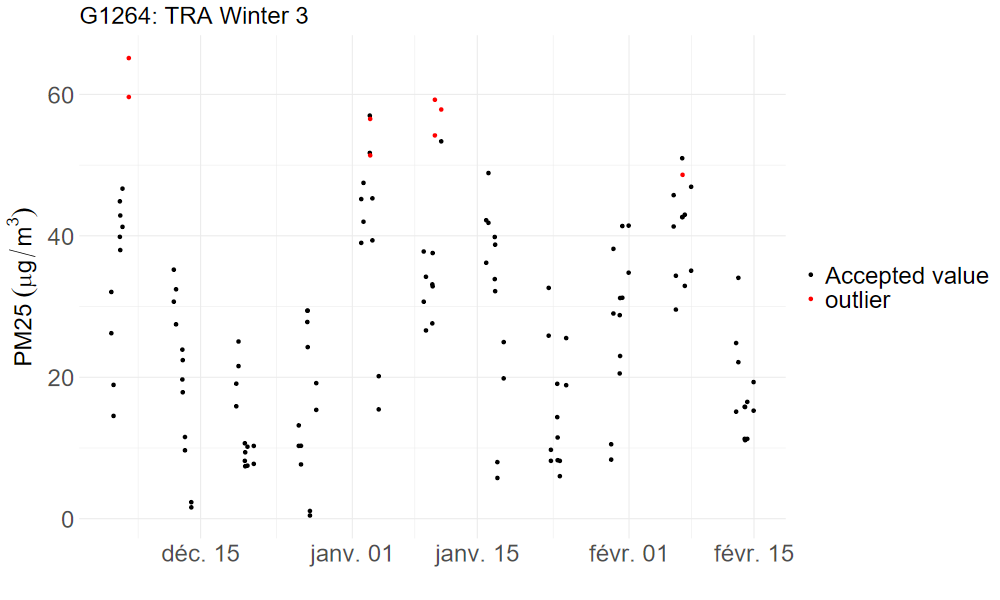 G1264: TRA Winter 3
PM25 (μg/m³)
60
40
20
0
déc. 15
janv. 01
janv. 15
févr. 01
févr. 15
Accepted value
outlier